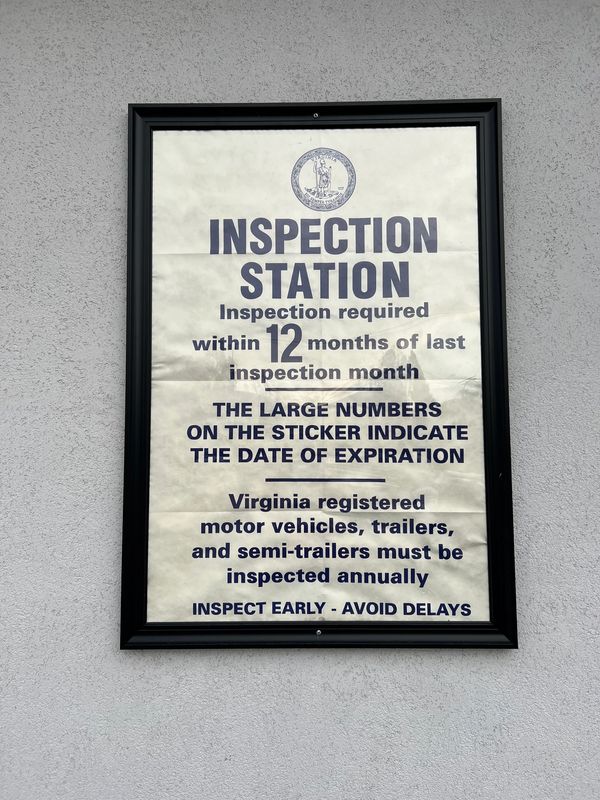 VIRGINIA
INSPECTION
STATION
Inspection required
within 12 months of last
inspection month
THE LARGE NUMBERS
ON THE STICKER INDICATE
THE DATE OF EXPIRATION
Virginia registered
motor vehicles, trailers,
and semi-trailers must be
inspected annually
INSPECT EARLY - AVOID DELAYS